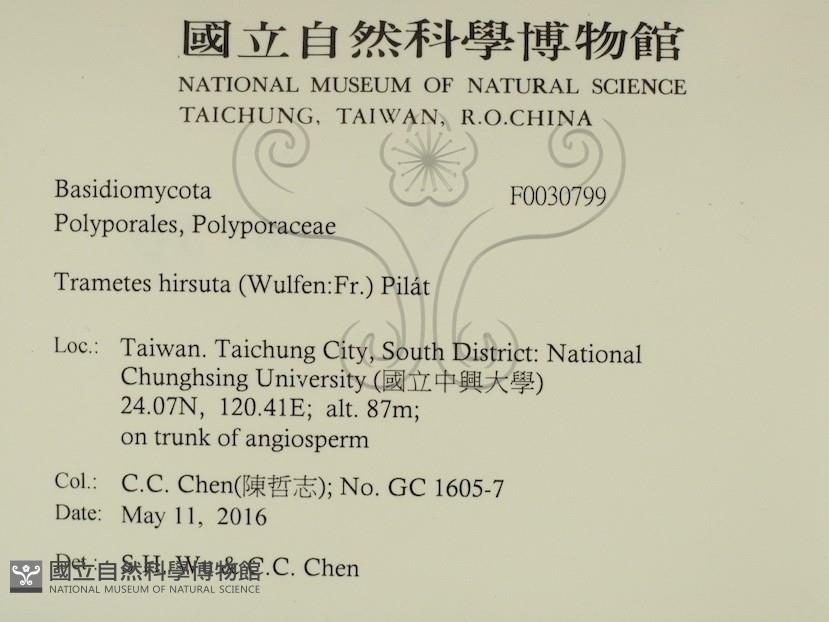 國立自然科學博物館
NATIONAL MUSEUM OF NATURAL SCIENCE
TAICHUNG, TAIWAN, R.O.CHINA
Basidiomycota F0030799
Polyporales, Polyporaceae
Trametes hirsuta (Wulfen:Fr.) Pilát
Loc.: Taiwan. Taichung City, South District: National
Chunghsing University (國立中興大學)
24.07N, 120.41E; alt. 87m;
on trunk of angiosperm
Col.: C.C. Chen(陳哲志); No. GC 1605-7
Date: May 11, 2016
Det.: S.H. Wu & C.C. Chen
國立自然科學博物館
NATIONAL MUSEUM OF NATURAL SCIENCE